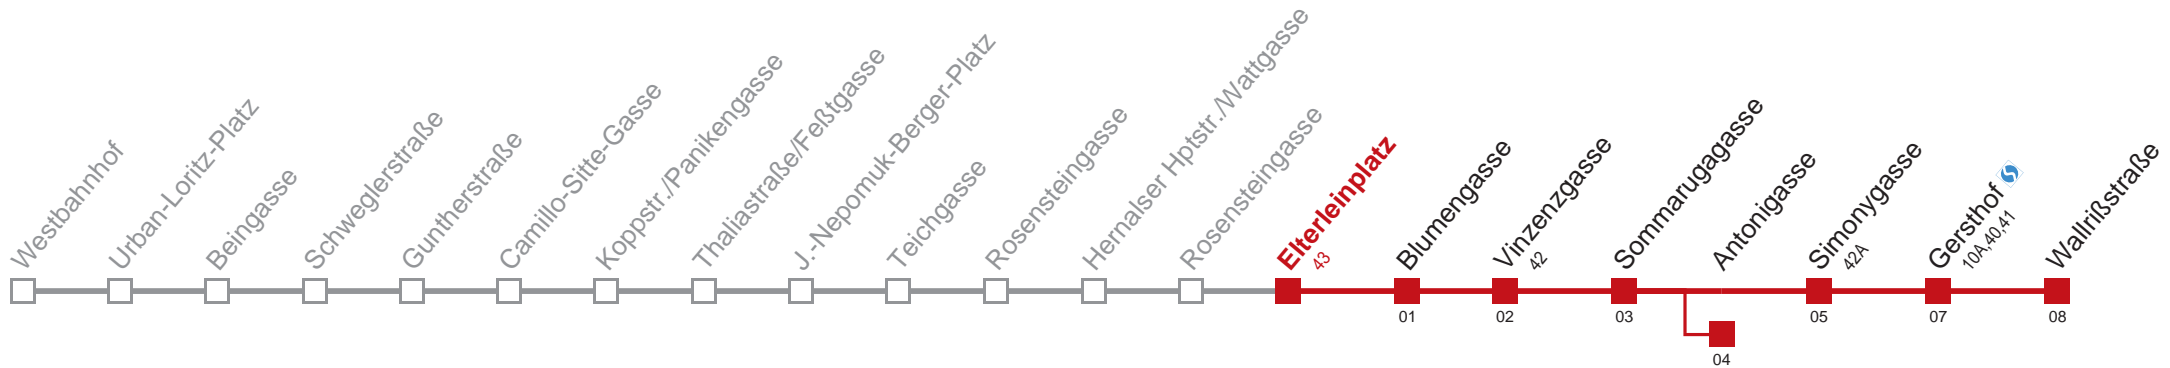 Westbahnhof
Urban-Loritz-Platz
Beingasse
Schweglerstraße
Guntherstraße
Camillo-Sitte-Gasse
Koppstr./Panikengasse
Thaliastraße/Feßtgasse
J.-Nepomuk-Berger-Platz
Teichgasse
Rosensteingasse
Hernalser Hptstr./Wattgasse
Rosensteingasse
Elterleinplatz
43
Blumengasse
Vinzenzgasse
42
Sommarugagasse
Antonigasse
Simonygasse
42A
Gersthof
10A,40,41
Wallrißstraße
01
02
03
05
07
08
04